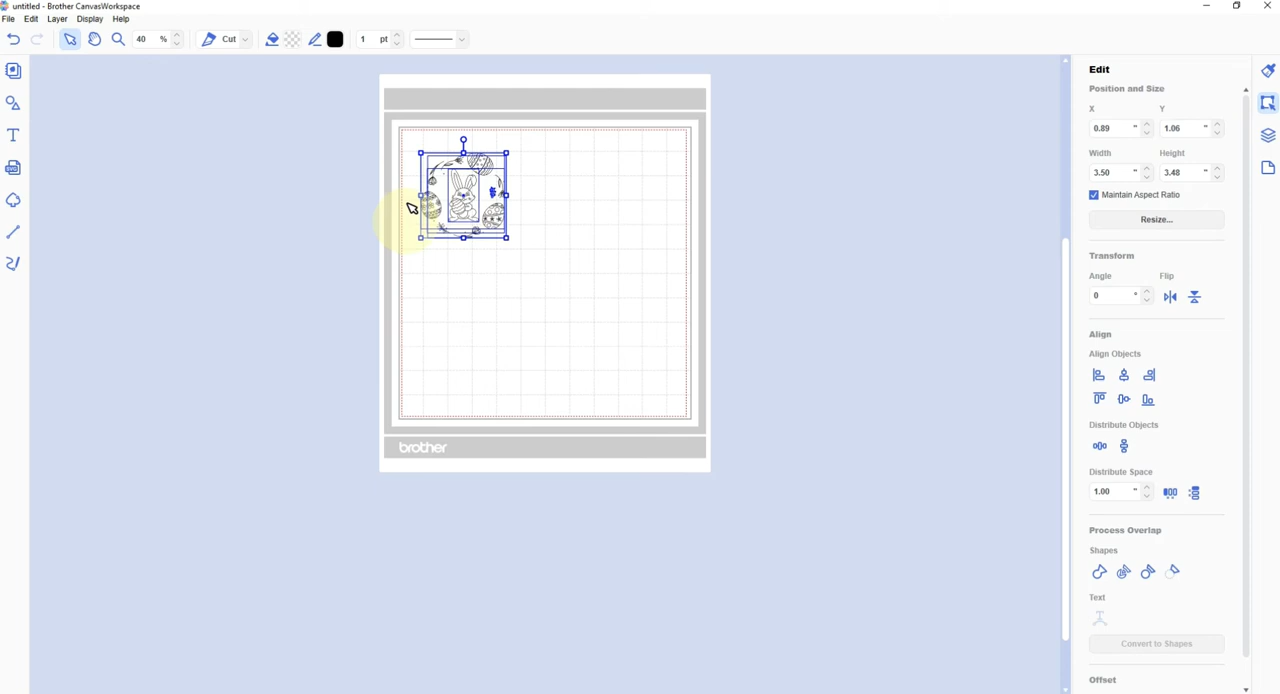 untitled - Brother CanvasWorkspace
File Edit Layer Display Help
40 % Cut 1 pt
SVG
brother
Edit
Position and Size
X Y
0.89 " 1.06 "
Width Height
3.50 " 3.48 "
Maintain Aspect Ratio
Resize...
Transform
Angle Flip
0 °
Align
Align Objects
Distribute Objects
Distribute Space
1.00 "
Process Overlap
Shapes
Text
Convert to Shapes
Offset